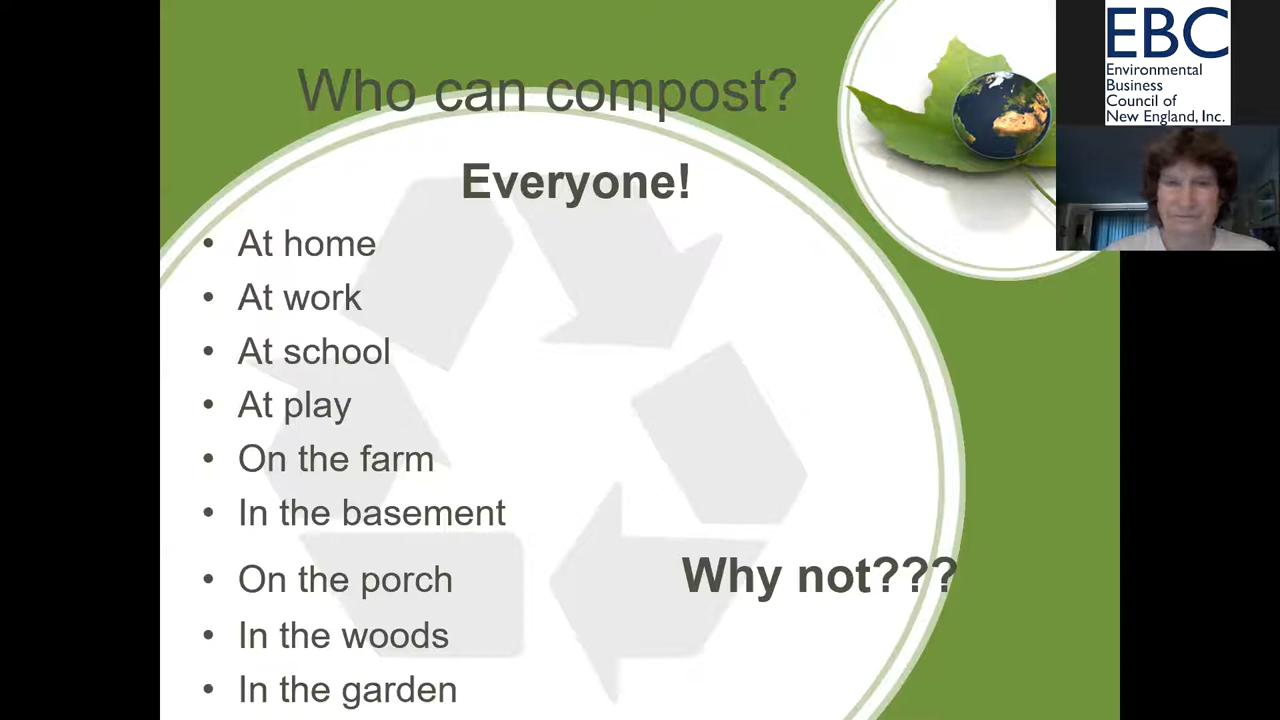 Who can compost?
Everyone!
• At home
• At work
• At school
• At play
• On the farm
• In the basement
• On the porch
• In the woods
• In the garden
Why not???
EBC
Environmental
Business
Council of
New England, Inc.